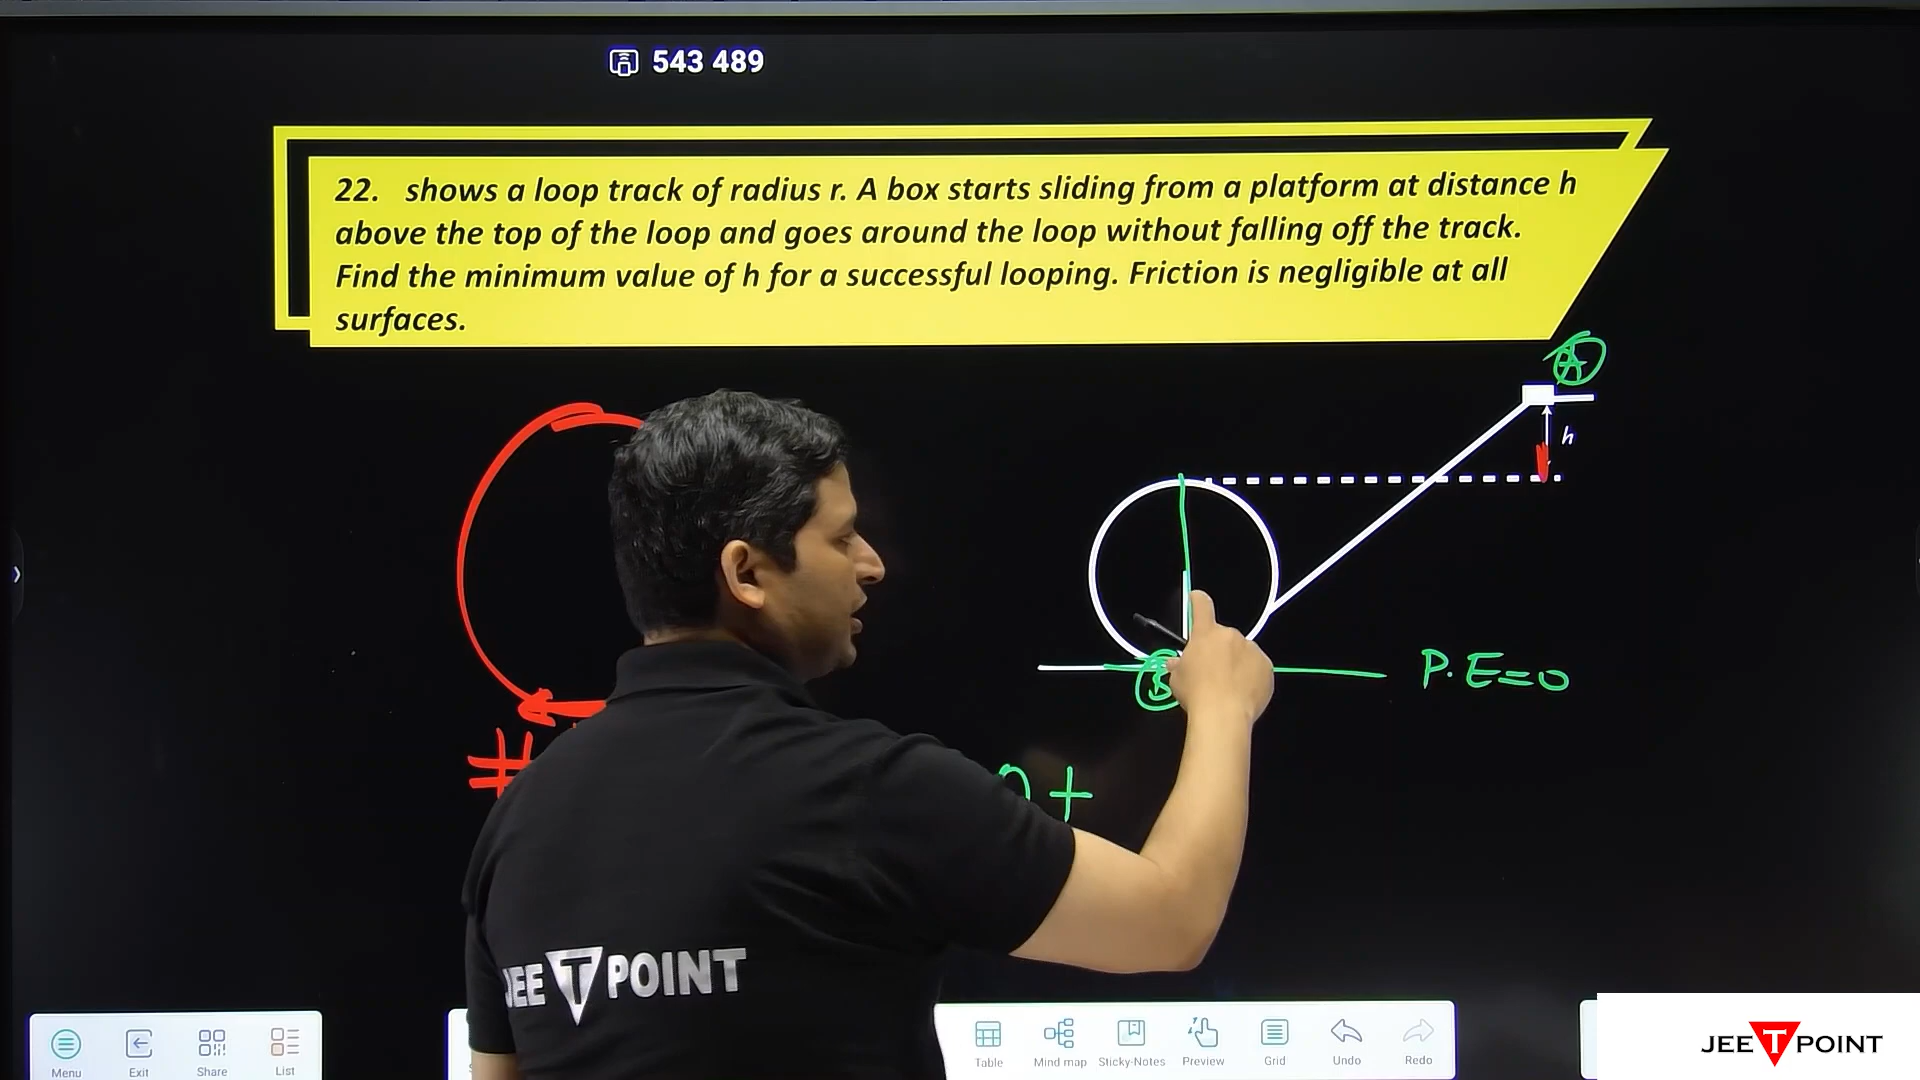 543 489
22. shows a loop track of radius r. A box starts sliding from a platform at distance h
above the top of the loop and goes around the loop without falling off the track.
Find the minimum value of h for a successful looping. Friction is negligible at all
surfaces.
A
h
B
P.E=0
#
0 +
JEE T POINT
Menu
Exit
Share
List
Table
Mind map
Sticky-Notes
Preview
Grid
Undo
Redo
JEE T POINT